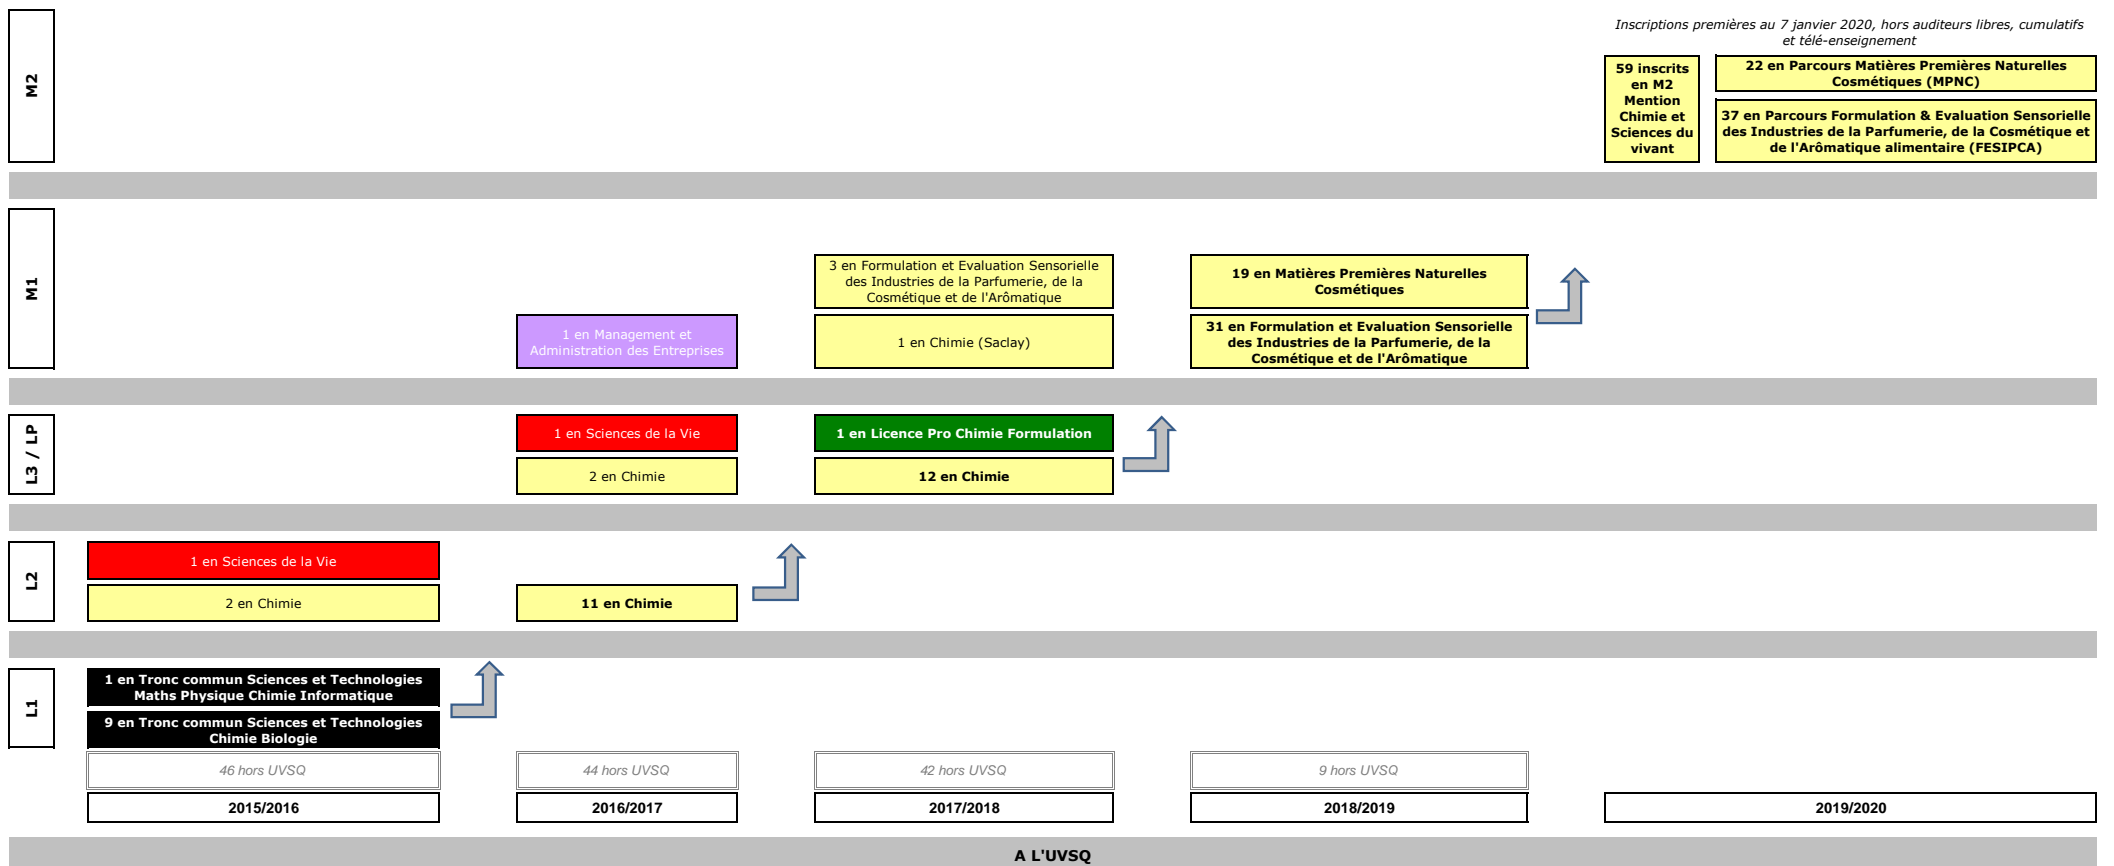 Inscriptions premières au 7 janvier 2020, hors auditeurs libres, cumulatifs
et télé-enseignement
M2
59 inscrits
en M2
Mention
Chimie et
Sciences du
vivant
22 en Parcours Matières Premières Naturelles
Cosmétiques (MPNC)
37 en Parcours Formulation & Evaluation Sensorielle
des Industries de la Parfumerie, de la Cosmétique et
de l'Arômatique alimentaire (FESIPCA)
M1
1 en Management et
Administration des Entreprises
3 en Formulation et Evaluation Sensorielle
des Industries de la Parfumerie, de la
Cosmétique et de l'Arômatique
1 en Chimie (Saclay)
19 en Matières Premières Naturelles
Cosmétiques
31 en Formulation et Evaluation Sensorielle
des Industries de la Parfumerie, de la
Cosmétique et de l'Arômatique
L3 / LP
1 en Sciences de la Vie
2 en Chimie
1 en Licence Pro Chimie Formulation
12 en Chimie
L2
1 en Sciences de la Vie
2 en Chimie
11 en Chimie
L1
1 en Tronc commun Sciences et Technologies
Maths Physique Chimie Informatique
9 en Tronc commun Sciences et Technologies
Chimie Biologie
46 hors UVSQ
44 hors UVSQ
42 hors UVSQ
9 hors UVSQ
2015/2016
2016/2017
2017/2018
2018/2019
2019/2020
A L'UVSQ